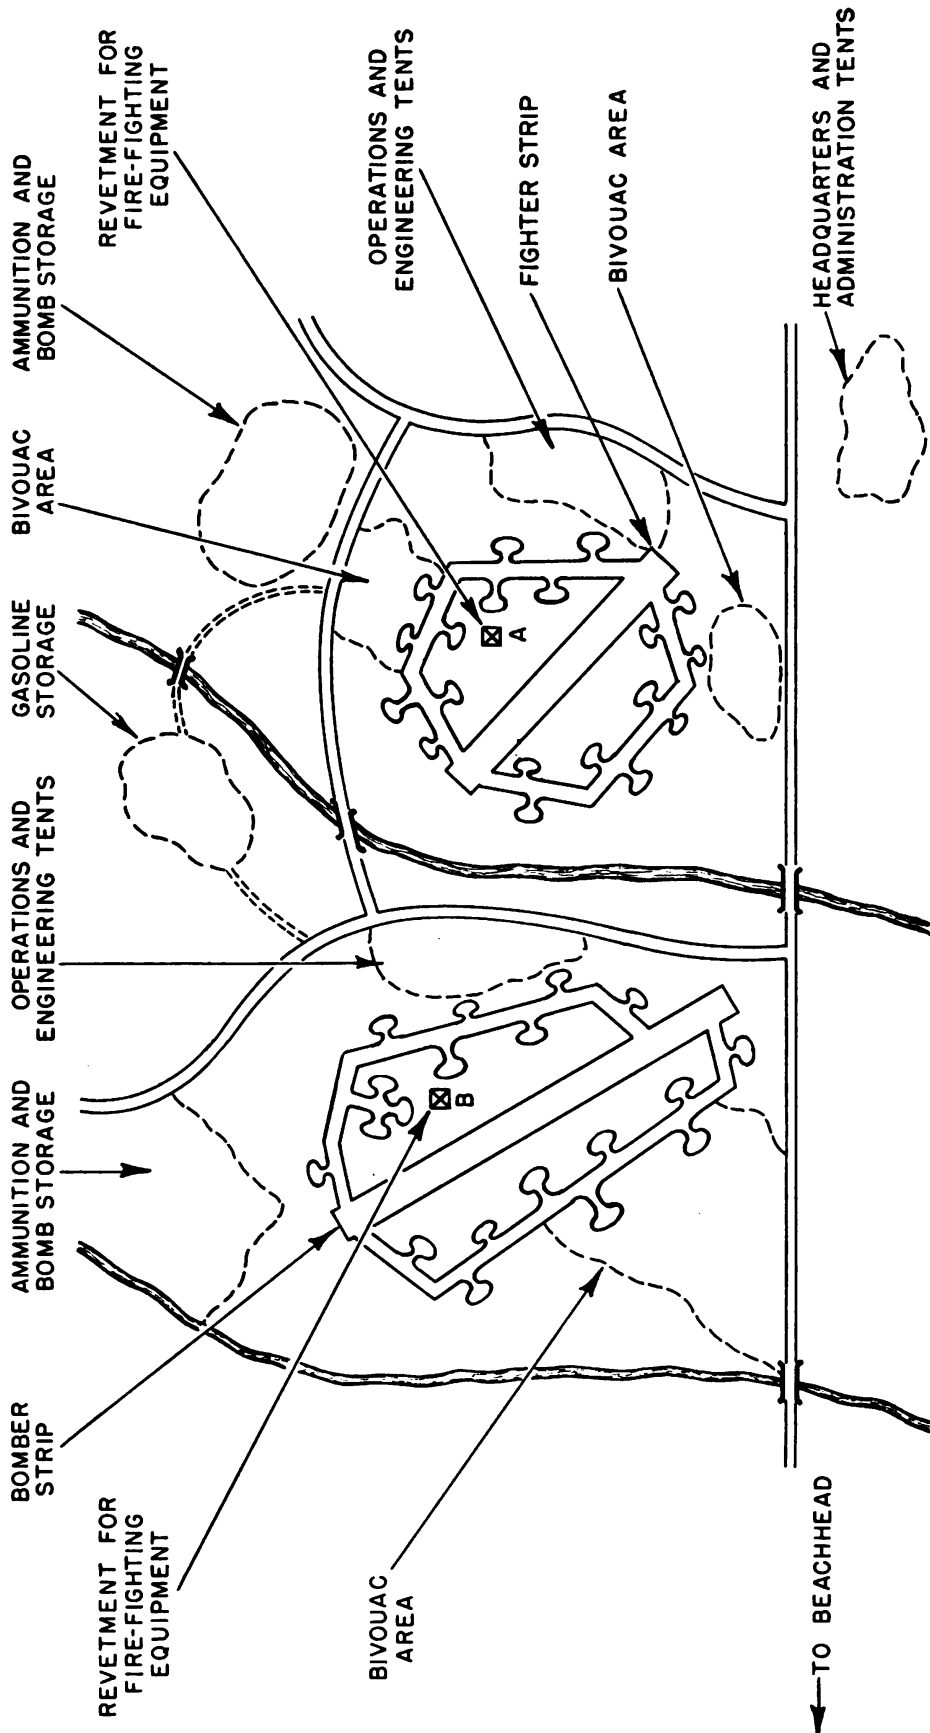 REVETMENT FOR
FIRE-FIGHTING
EQUIPMENT
BOMBER
STRIP
AMMUNITION AND
BOMB STORAGE
OPERATIONS AND
ENGINEERING TENTS
GASOLINE
STORAGE
BIVOUAC
AREA
AMMUNITION AND
BOMB STORAGE
REVETMENT FOR
FIRE-FIGHTING
EQUIPMENT
OPERATIONS AND
ENGINEERING TENTS
FIGHTER STRIP
BIVOUAC AREA
B
A
BIVOUAC
AREA
TO BEACHHEAD
HEADQUARTERS AND
ADMINISTRATION TENTS